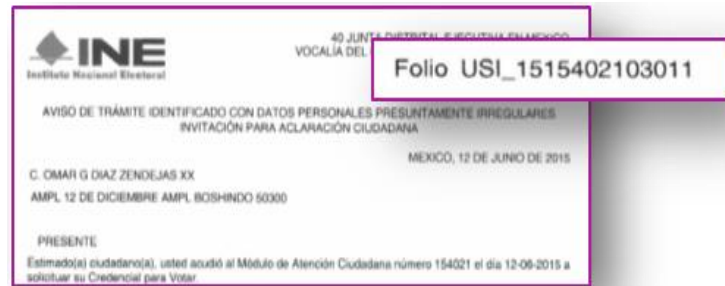 INE
Instituto Nacional Electoral
40 JUNTA DISTRITAL EJECUTIVA EN MEXICO
VOCALÍA DEL
Folio USI_1515402103011
AVISO DE TRÁMITE IDENTIFICADO CON DATOS PERSONALES PRESUNTAMENTE IRREGULARES
INVITACIÓN PARA ACLARACIÓN CIUDADANA
MEXICO, 12 DE JUNIO DE 2015
C. OMAR G DIAZ ZENDEJAS XX
AMPL 12 DE DICIEMBRE AMPL BOSHINDO 50300
PRESENTE
Estimado(a) ciudadano(a), usted acudió al Módulo de Atención Ciudadana número 154021 el día 12-06-2015 a
solicitar su Credencial para Votar.